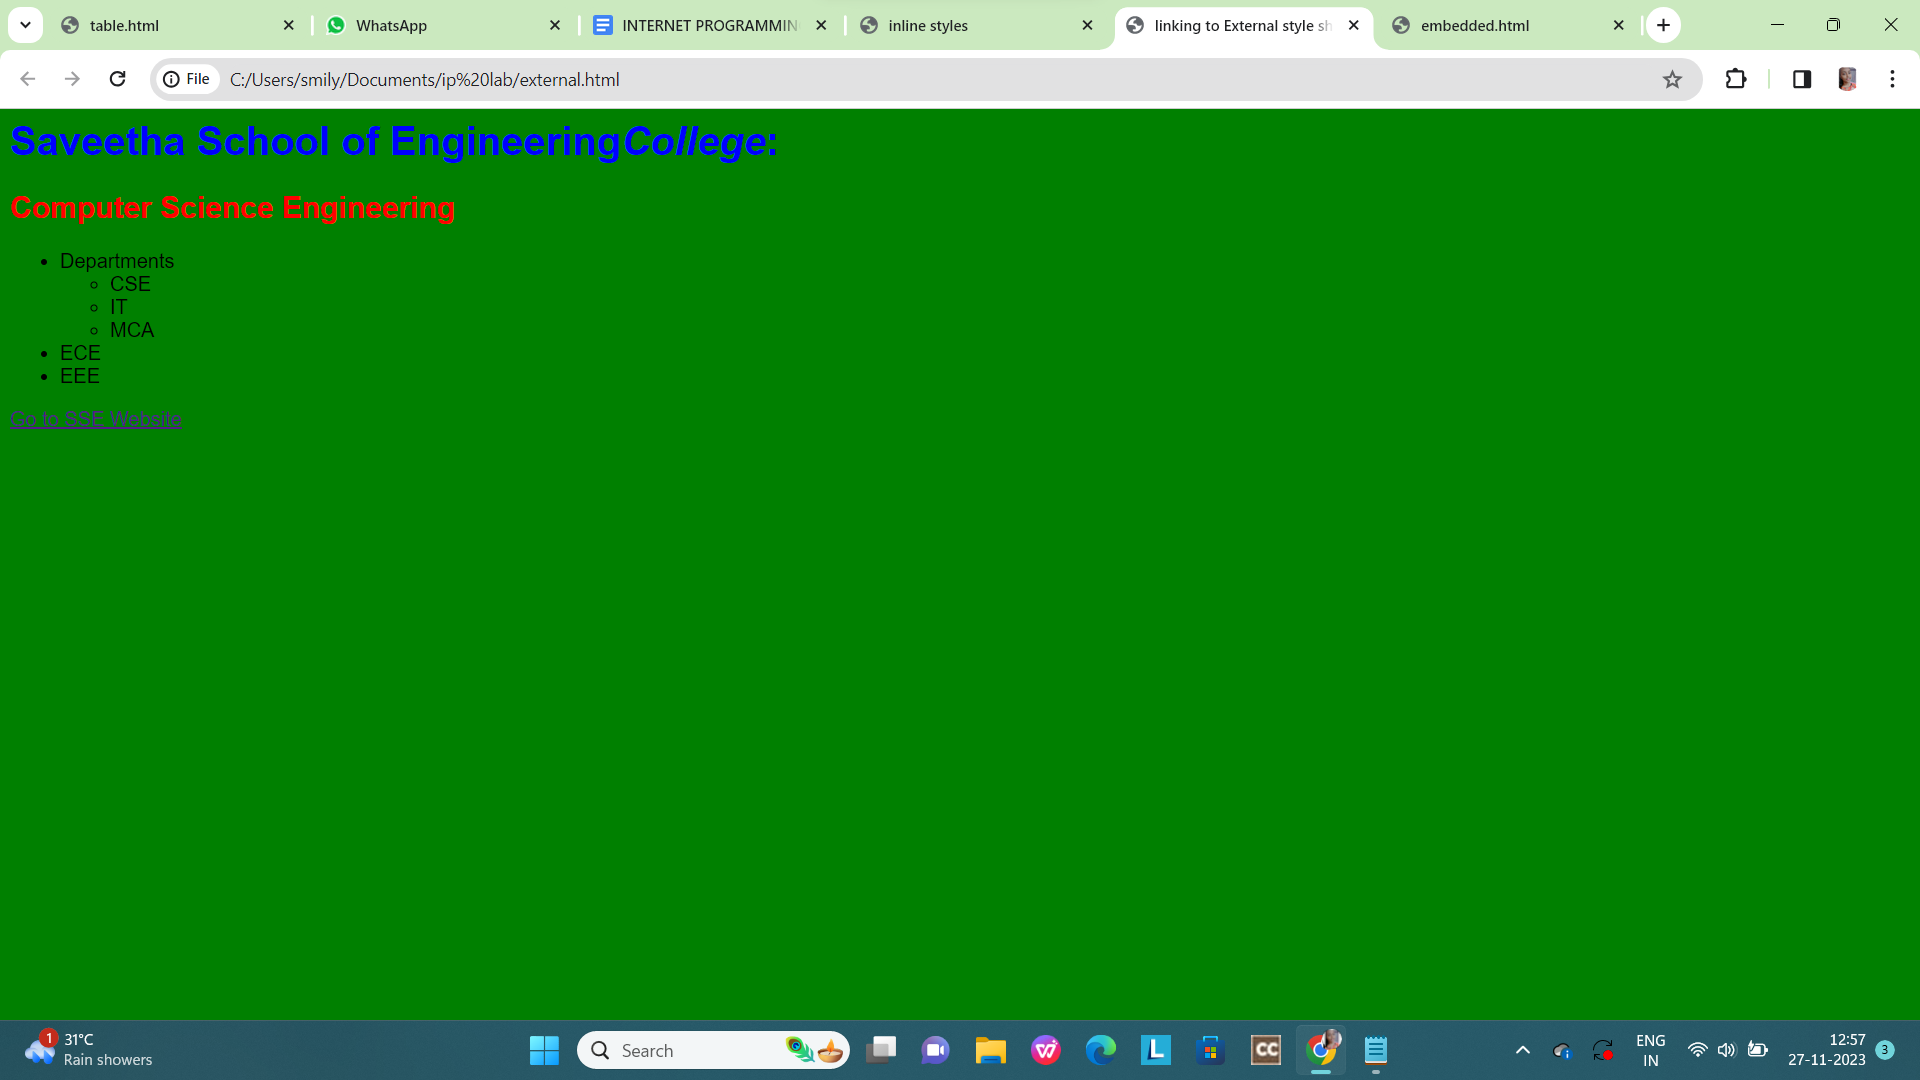 table.html
WhatsApp
INTERNET PROGRAMMIN
inline styles
linking to External style sh
embedded.html
File
C:/Users/smily/Documents/ip%20lab/external.html
Saveetha School of EngineeringCollege:
Computer Science Engineering
Departments
CSE
IT
MCA
ECE
EEE
Go to SSE Website
1
31°C
Rain showers
Search
L
CC
ENG
IN
12:57
27-11-2023
3